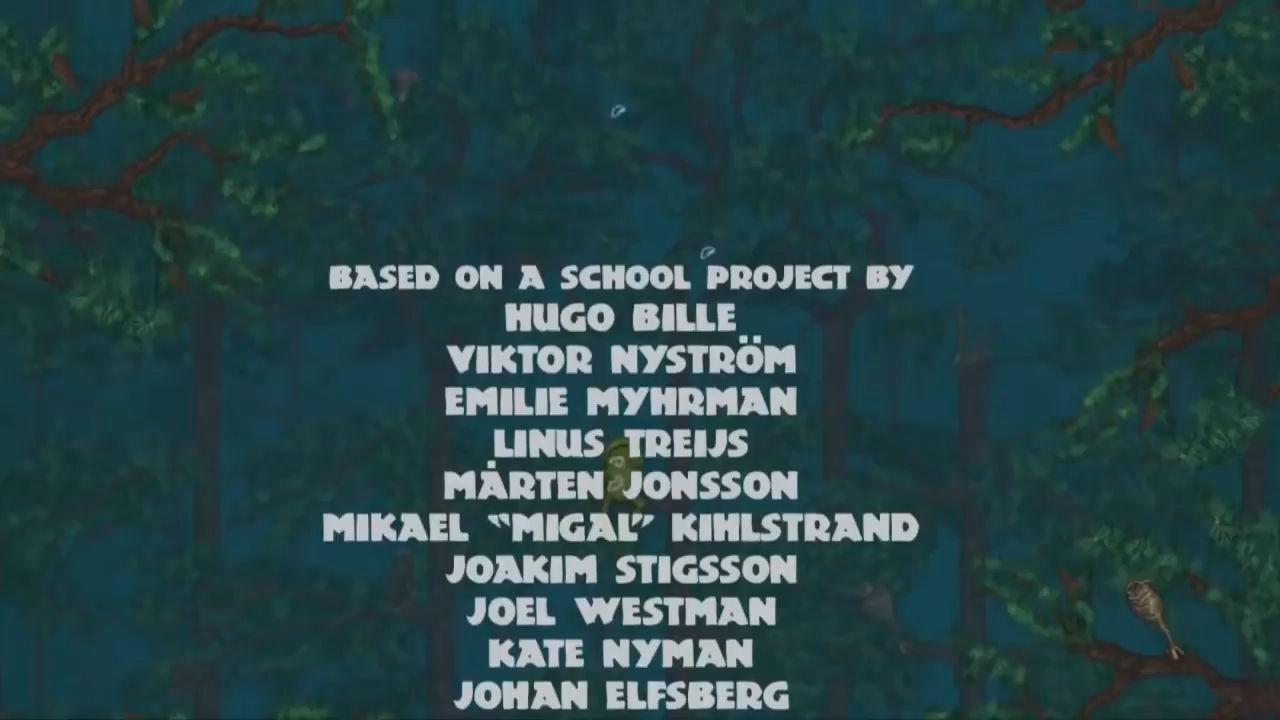 BASED ON A SCHOOL PROJECT BY
HUGO BILLE
VIKTOR NYSTRÖM
EMILIE MYHRMAN
LINUS TREIJS
MÅRTEN JONSSON
MIKAEL "MIGAL" KIHLSTRAND
JOAKIM STIGSSON
JOEL WESTMAN
KATE NYMAN
JOHAN ELFSBERG